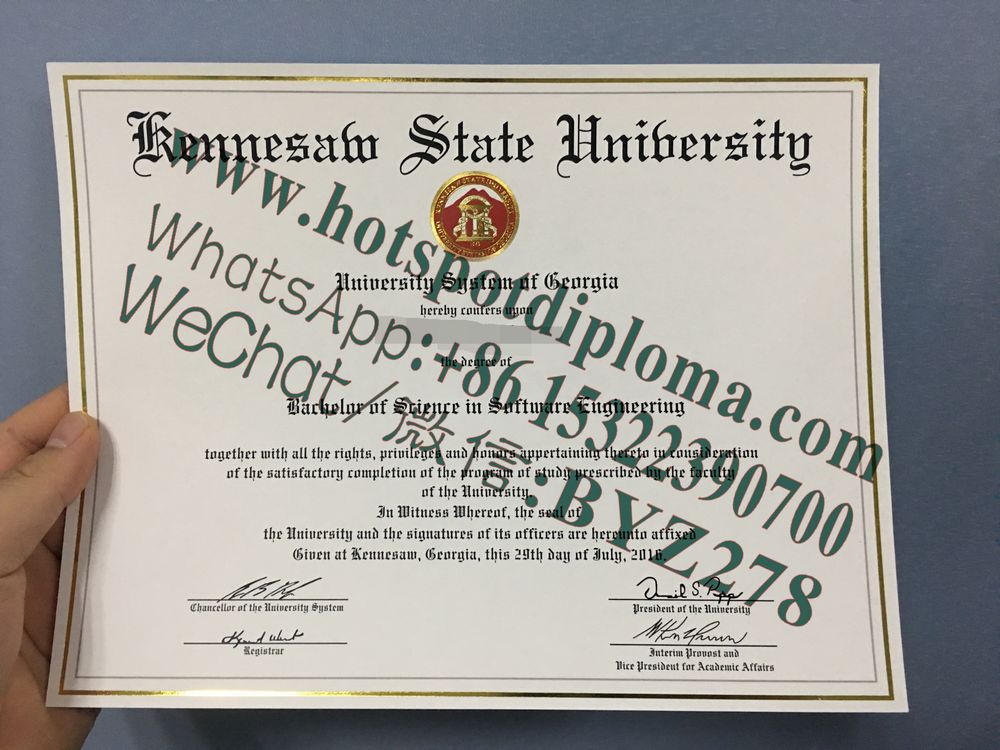 Kennesaw State University
University System of Georgia
hereby confers upon
the degree of
Bachelor of Science in Software Engineering
together with all the rights, privileges and honors appertaining thereto in consideration
of the satisfactory completion of the program of study prescribed by the faculty
of the University.
In Witness Whereof, the seal of
the University and the signatures of its officers are hereunto affixed
Given at Kennesaw, Georgia, this 29th day of July, 2016.
Chancellor of the University System
Daniel S. Papp
President of the University
Registrar
Interim Provost and
Vice President for Academic Affairs
www.hotspotdiploma.com
WhatsApp:+86 15322390700
WeChat/微信:BYZ278